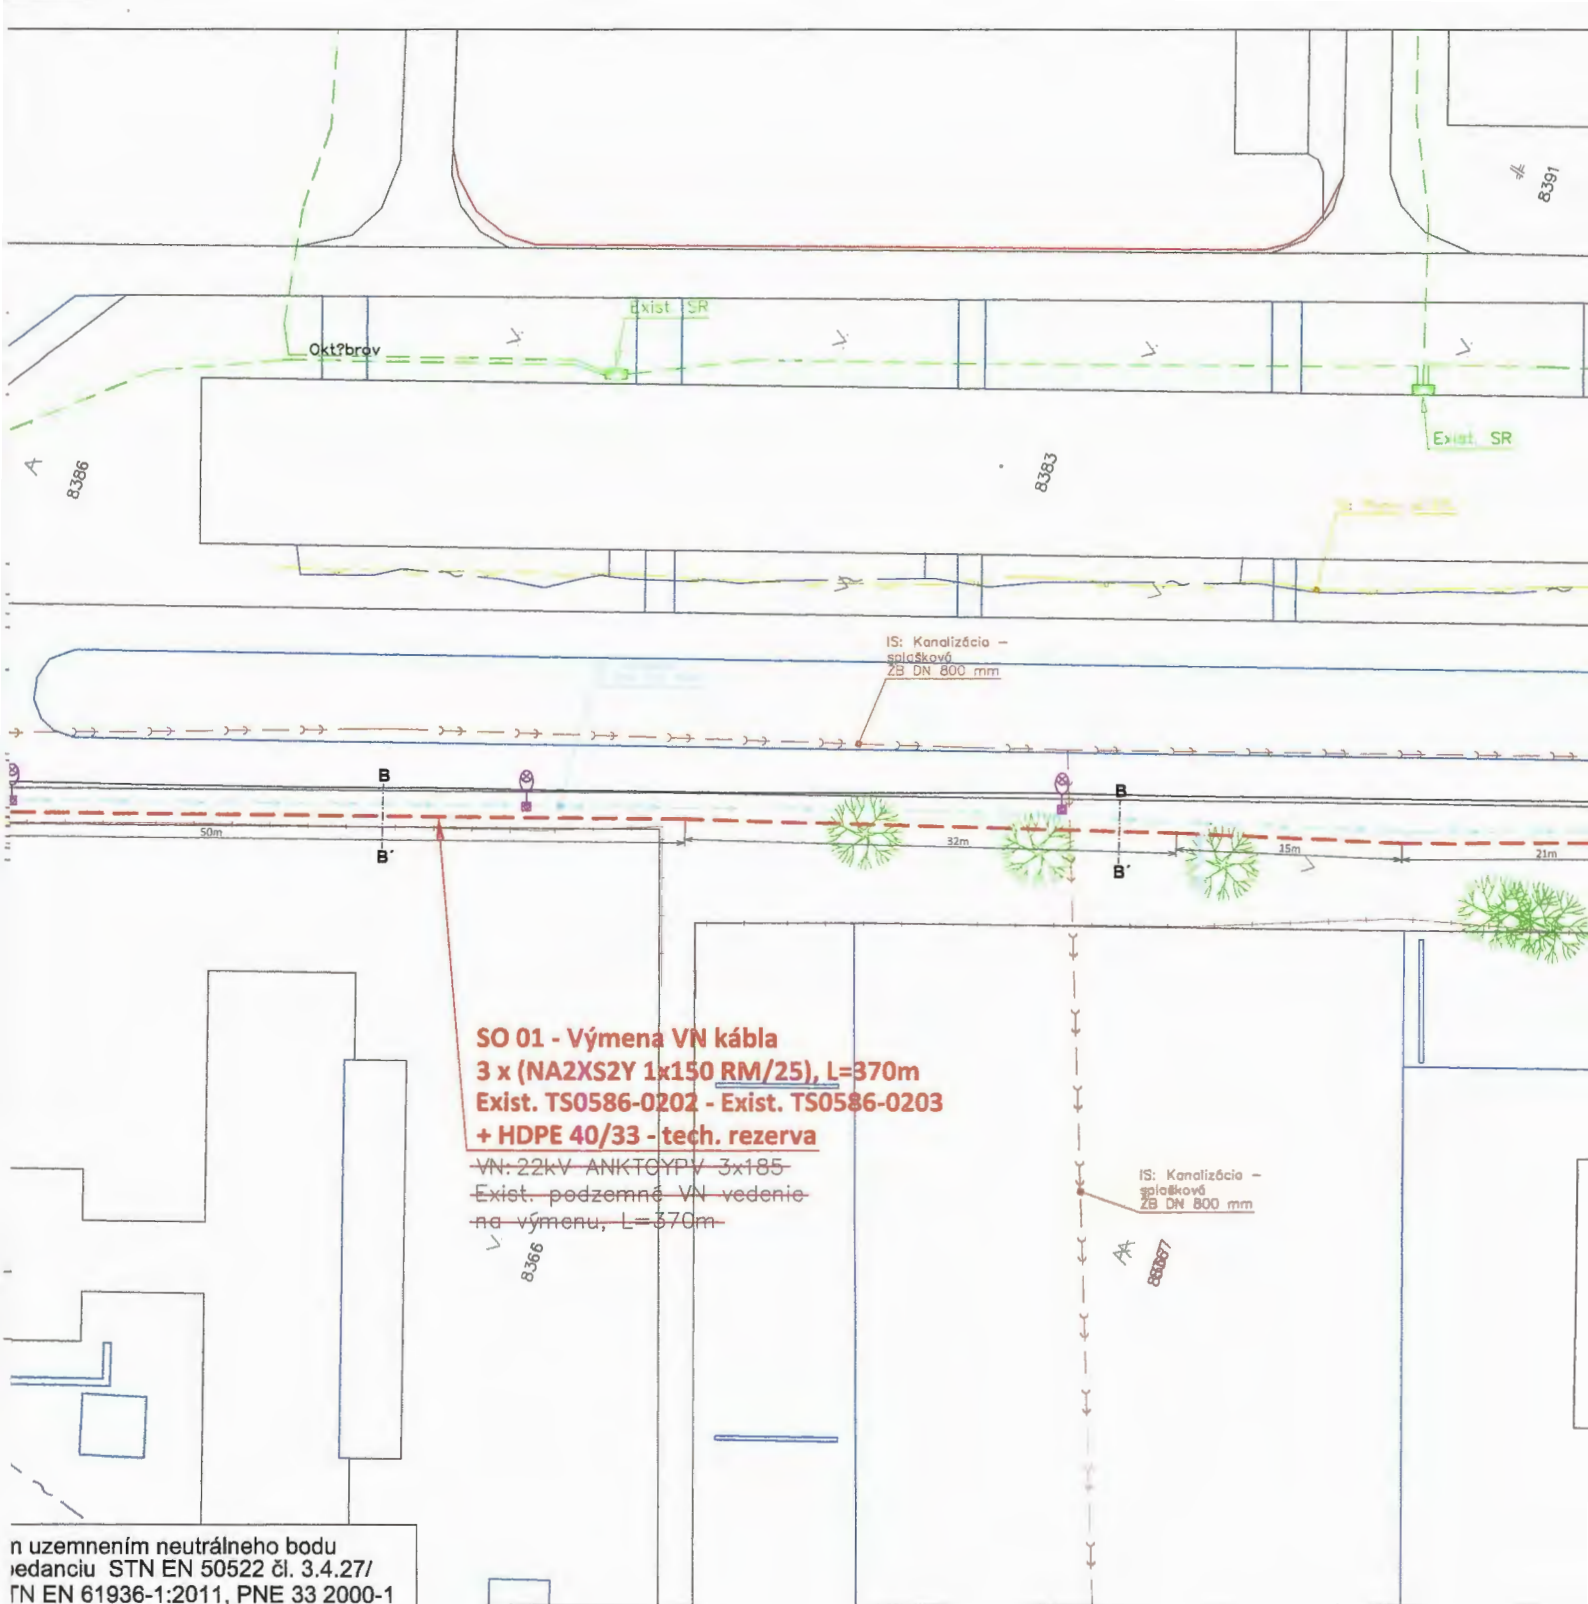 8391
Exist SR
Okt?brov
Exist. SR
8386
8383
IS: Kanalizácia –
splašková
ŽB DN 800 mm
B
B
50m
32m
15m
21m
B´
B´
SO 01 - Výmena VN kábla
3 x (NA2XS2Y 1x150 RM/25), L=370m
Exist. TS0586-0202 - Exist. TS0586-0203
+ HDPE 40/33 - tech. rezerva
VN: 22kV ANKTOYPV 3x185
Exist. podzemné VN vedenie
na výmenu, L=370m
IS: Kanalizácia –
splašková
ŽB DN 800 mm
8366
n uzemnením neutrálneho bodu
edanciu STN EN 50522 čl. 3.4.27/
TN EN 61936-1:2011, PNE 33 2000-1